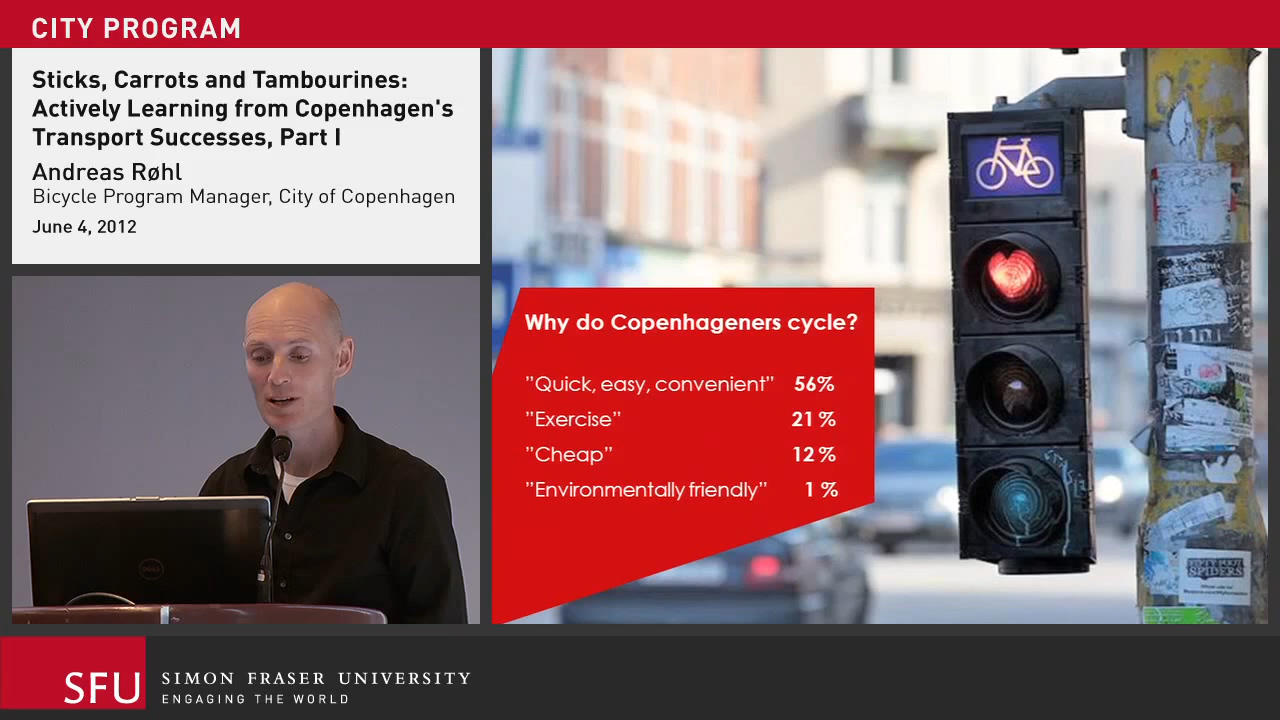 CITY PROGRAM
Sticks, Carrots and Tambourines:
Actively Learning from Copenhagen's
Transport Successes, Part I
Andreas Røhl
Bicycle Program Manager, City of Copenhagen
June 4, 2012
DELL
Why do Copenhageners cycle?
”Quick, easy, convenient” 56%
”Exercise” 21 %
”Cheap” 12 %
”Environmentally friendly” 1 %
SPIDERS
SFU
SIMON FRASER UNIVERSITY
ENGAGING THE WORLD